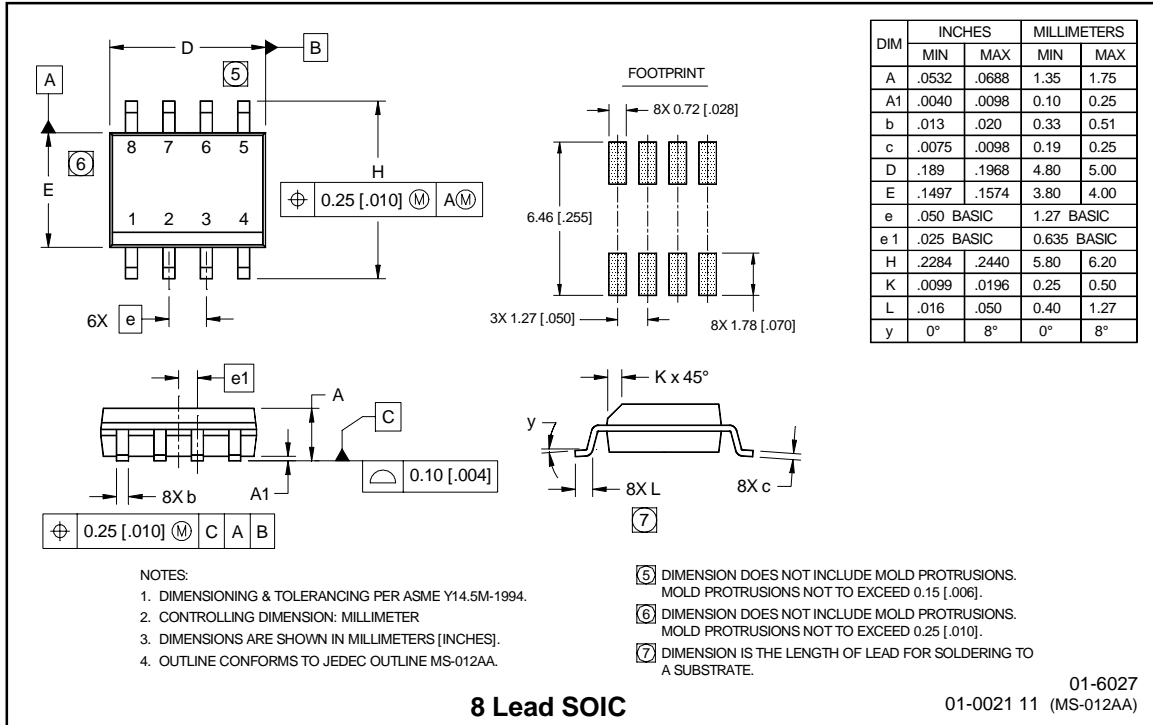 D
B
A
5
8 7 6 5
6
E
H
⌖ 0.25 [.010] Ⓜ A Ⓜ
1 2 3 4
6X e
FOOTPRINT
8X 0.72 [.028]
6.46 [.255]
3X 1.27 [.050]
8X 1.78 [.070]
DIM INCHES MILLIMETERS
MIN MAX MIN MAX
A .0532 .0688 1.35 1.75
A1 .0040 .0098 0.10 0.25
b .013 .020 0.33 0.51
c .0075 .0098 0.19 0.25
D .189 .1968 4.80 5.00
E .1497 .1574 3.80 4.00
e .050 BASIC 1.27 BASIC
e 1 .025 BASIC 0.635 BASIC
H .2284 .2440 5.80 6.20
K .0099 .0196 0.25 0.50
L .016 .050 0.40 1.27
y 0° 8° 0° 8°
e1
A
C
0.10 [.004]
8X b
A1
⌖ 0.25 [.010] Ⓜ C A B
K x 45°
y
8X L
8X c
7
NOTES:
1. DIMENSIONING & TOLERANCING PER ASME Y14.5M-1994.
2. CONTROLLING DIMENSION: MILLIMETER
3. DIMENSIONS ARE SHOWN IN MILLIMETERS [INCHES].
4. OUTLINE CONFORMS TO JEDEC OUTLINE MS-012AA.
5 DIMENSION DOES NOT INCLUDE MOLD PROTRUSIONS.
MOLD PROTRUSIONS NOT TO EXCEED 0.15 [.006].
6 DIMENSION DOES NOT INCLUDE MOLD PROTRUSIONS.
MOLD PROTRUSIONS NOT TO EXCEED 0.25 [.010].
7 DIMENSION IS THE LENGTH OF LEAD FOR SOLDERING TO
A SUBSTRATE.
8 Lead SOIC
01-6027
01-0021 11 (MS-012AA)